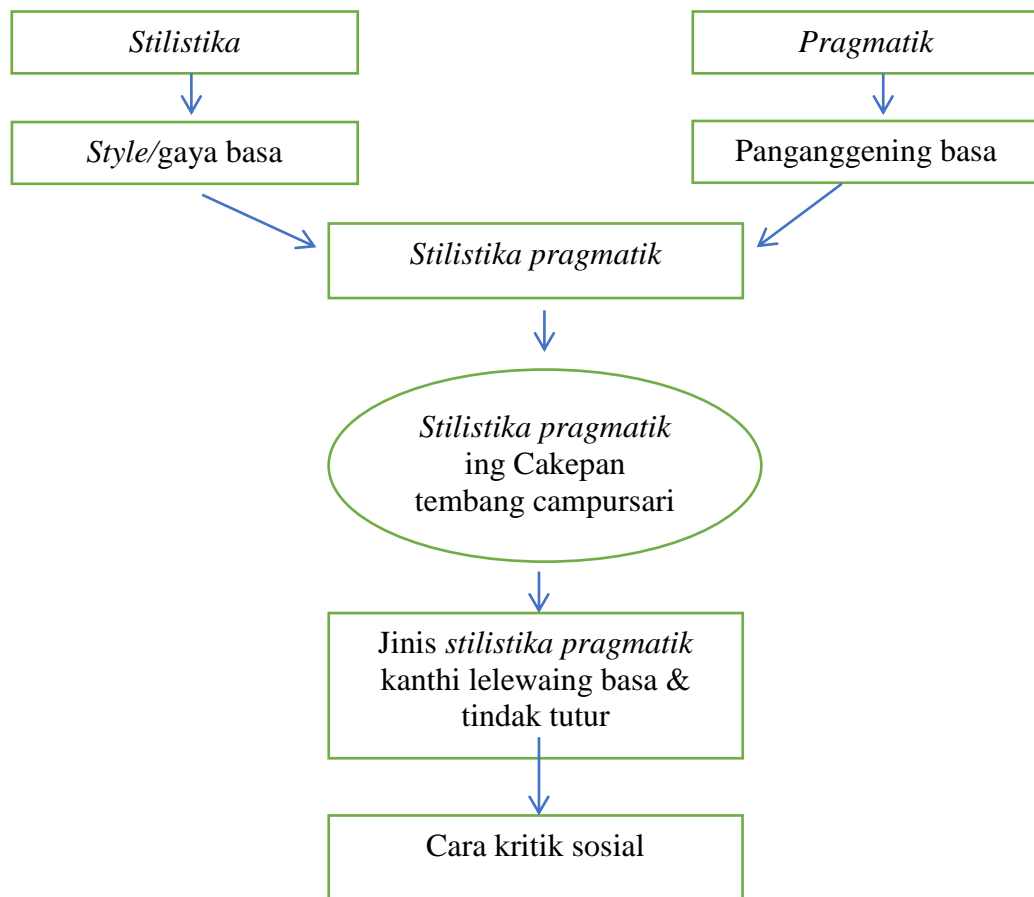 Stilistika
Pragmatik
Style/gaya basa
Panganggening basa
Stilistika pragmatik
Stilistika pragmatik
ing Cakepan
tembang campursari
Jinis stilistika pragmatik
kanthi lelewaing basa &
tindak tutur
Cara kritik sosial